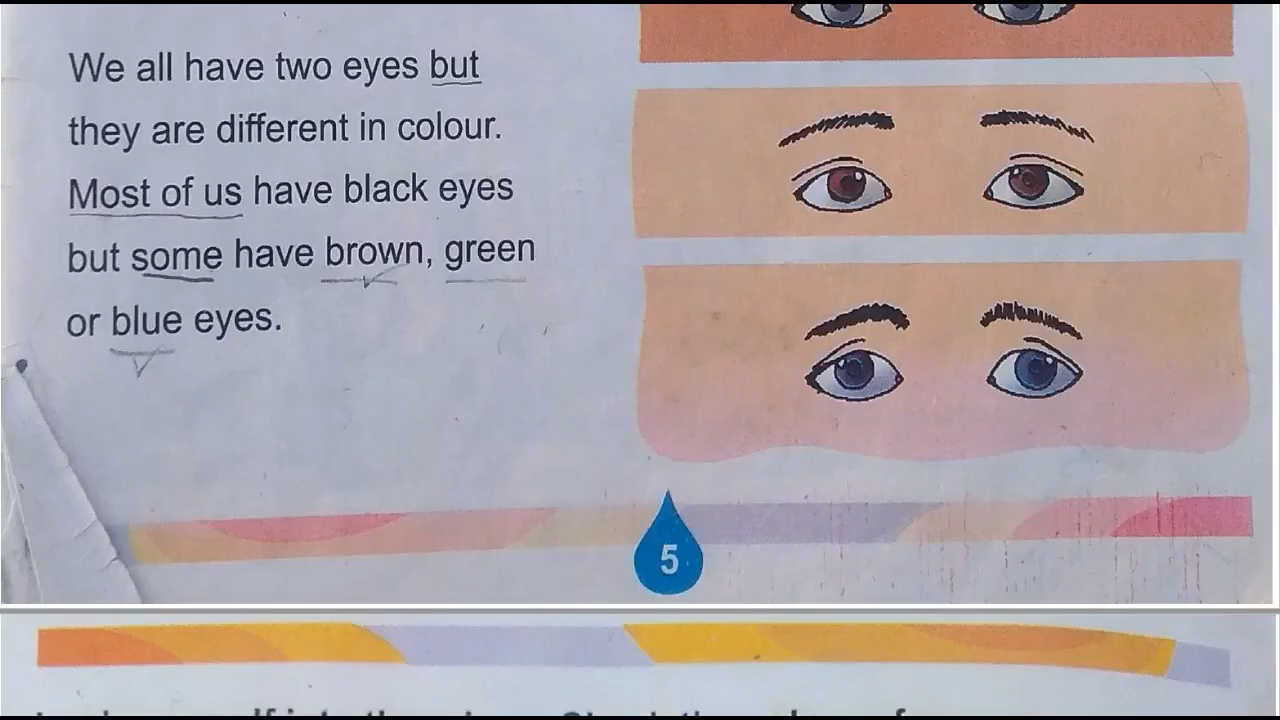 We all have two eyes but
they are different in colour.
Most of us have black eyes
but some have brown, green
or blue eyes.
5